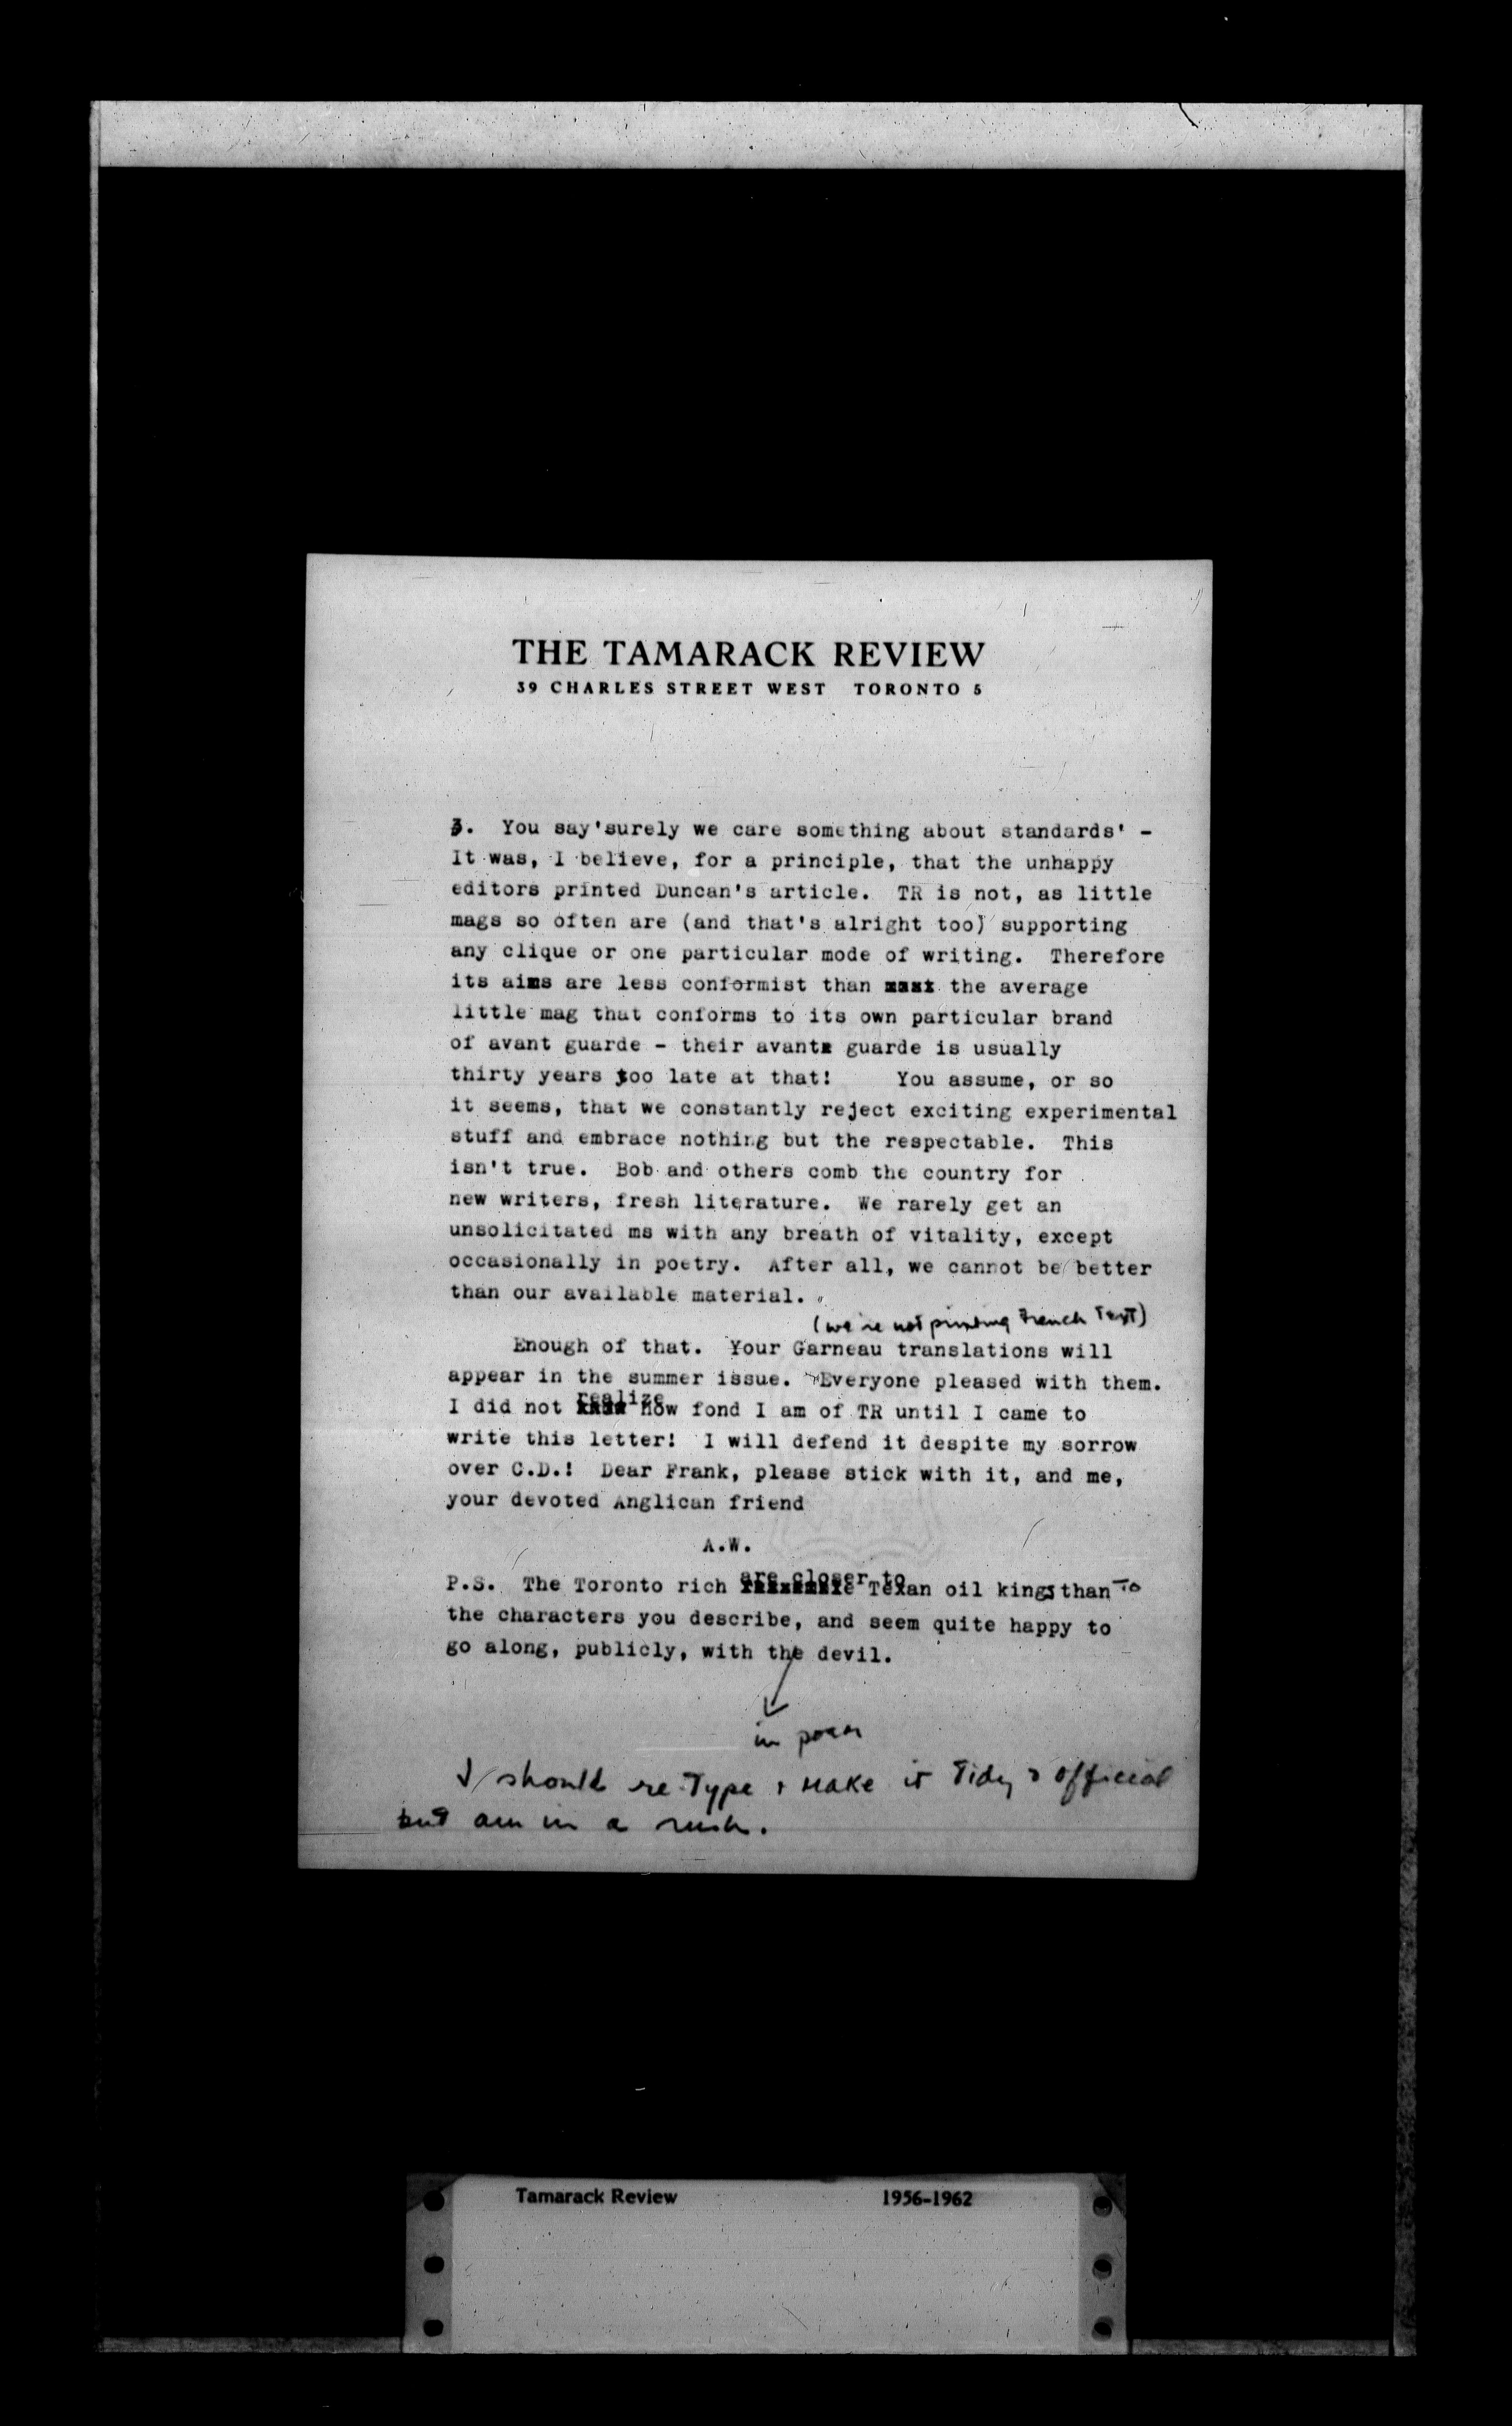 THE TAMARACK REVIEW
39 CHARLES STREET WEST TORONTO 5
3. You say'surely we care something about standards' -
It was, I believe, for a principle, that the unhappy
editors printed Duncan's article. TR is not, as little
mags so often are (and that's alright too) supporting
any clique or one particular mode of writing. Therefore
its aims are less conformist than the average
little mag that conforms to its own particular brand
of avant guarde - their avant guarde is usually
thirty years too late at that! You assume, or so
it seems, that we constantly reject exciting experimental
stuff and embrace nothing but the respectable. This
isn't true. Bob and others comb the country for
new writers, fresh literature. We rarely get an
unsolicitated ms with any breath of vitality, except
occasionally in poetry. After all, we cannot be better
than our available material.
(we're not printing French Text)
Enough of that. Your Garneau translations will
appear in the summer issue. Everyone pleased with them.
realize
I did not how fond I am of TR until I came to
write this letter! I will defend it despite my sorrow
over C.D.! Dear Frank, please stick with it, and me,
your devoted Anglican friend
A.W.
are closer to
P.S. The Toronto rich Texan oil kings than to
the characters you describe, and seem quite happy to
go along, publicly, with the devil.
in poem
I should re-Type & Make it Tidy & official
but am in a rush.
Tamarack Review 1956-1962